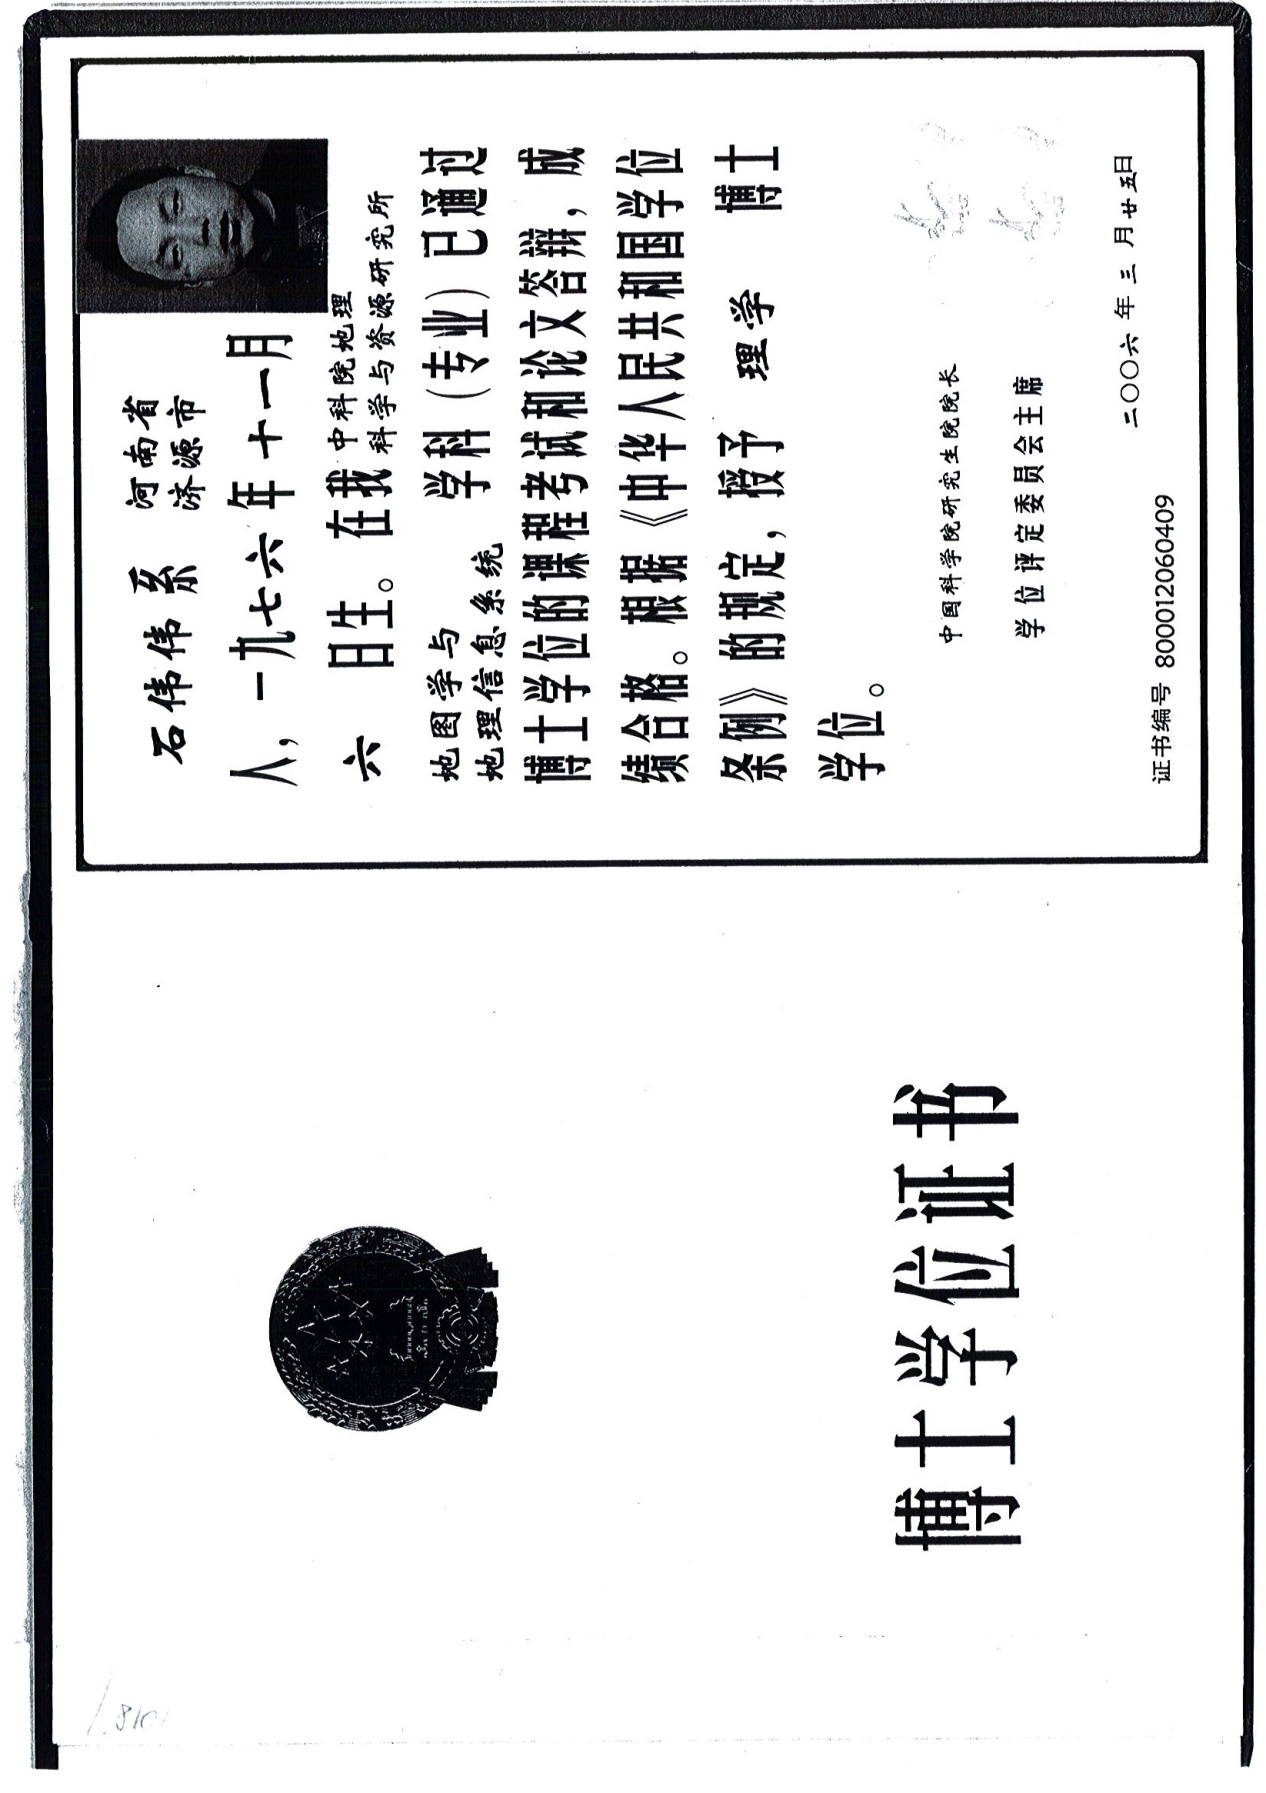 博士学位证书
石伟伟 系 河南省
济源市
人，一九七六年十一月
六 日生。在我 中科院地理
科学与资源研究所
地图学与
地理信息系统 学科（专业）已通过
博士学位的课程考试和论文答辩，成
绩合格。根据《中华人民共和国学位
条例》的规定，授予 理学 博士
学位。
中国科学院研究生院院长
学位评定委员会主席
二〇〇六年三月廿五日
证书编号 800012060409